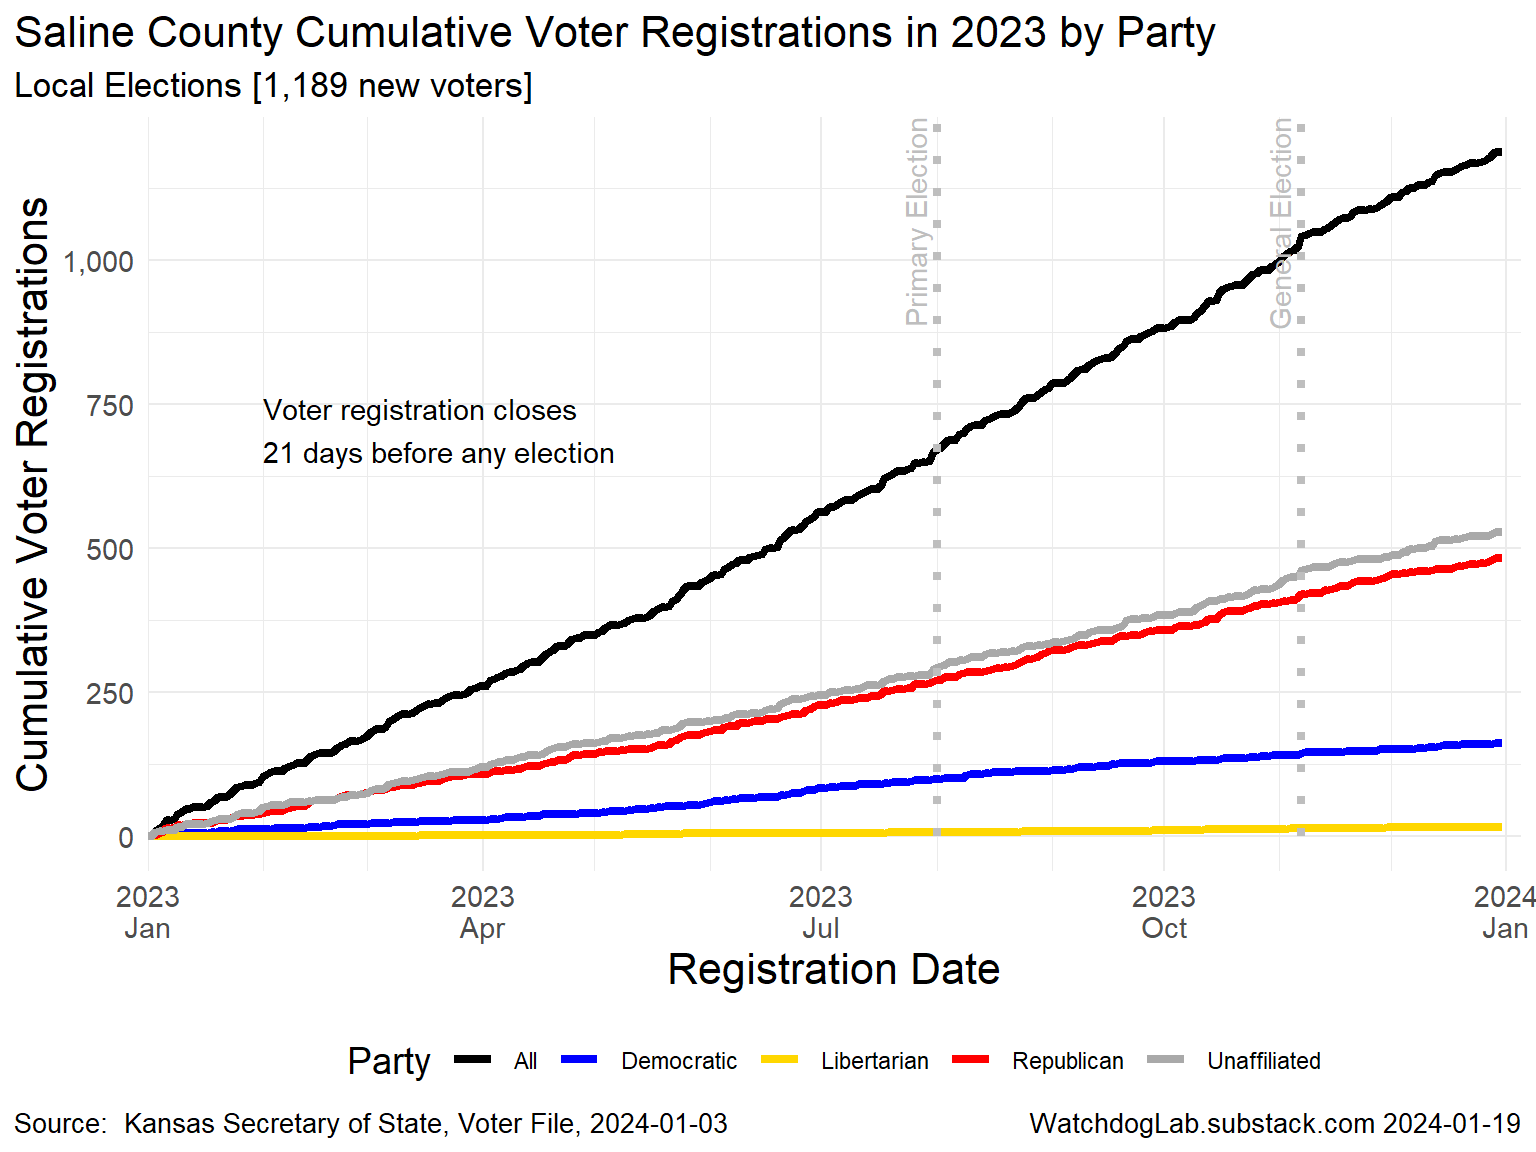 Saline County Cumulative Voter Registrations in 2023 by Party
Local Elections [1,189 new voters]
Cumulative Voter Registrations
1,000
750
500
250
0
Primary Election
General Election
Voter registration closes
21 days before any election
2023 2023 2023 2023 2024
Jan Apr Jul Oct Jan
Registration Date
Party All Democratic Libertarian Republican Unaffiliated
Source:  Kansas Secretary of State, Voter File, 2024-01-03
WatchdogLab.substack.com 2024-01-19